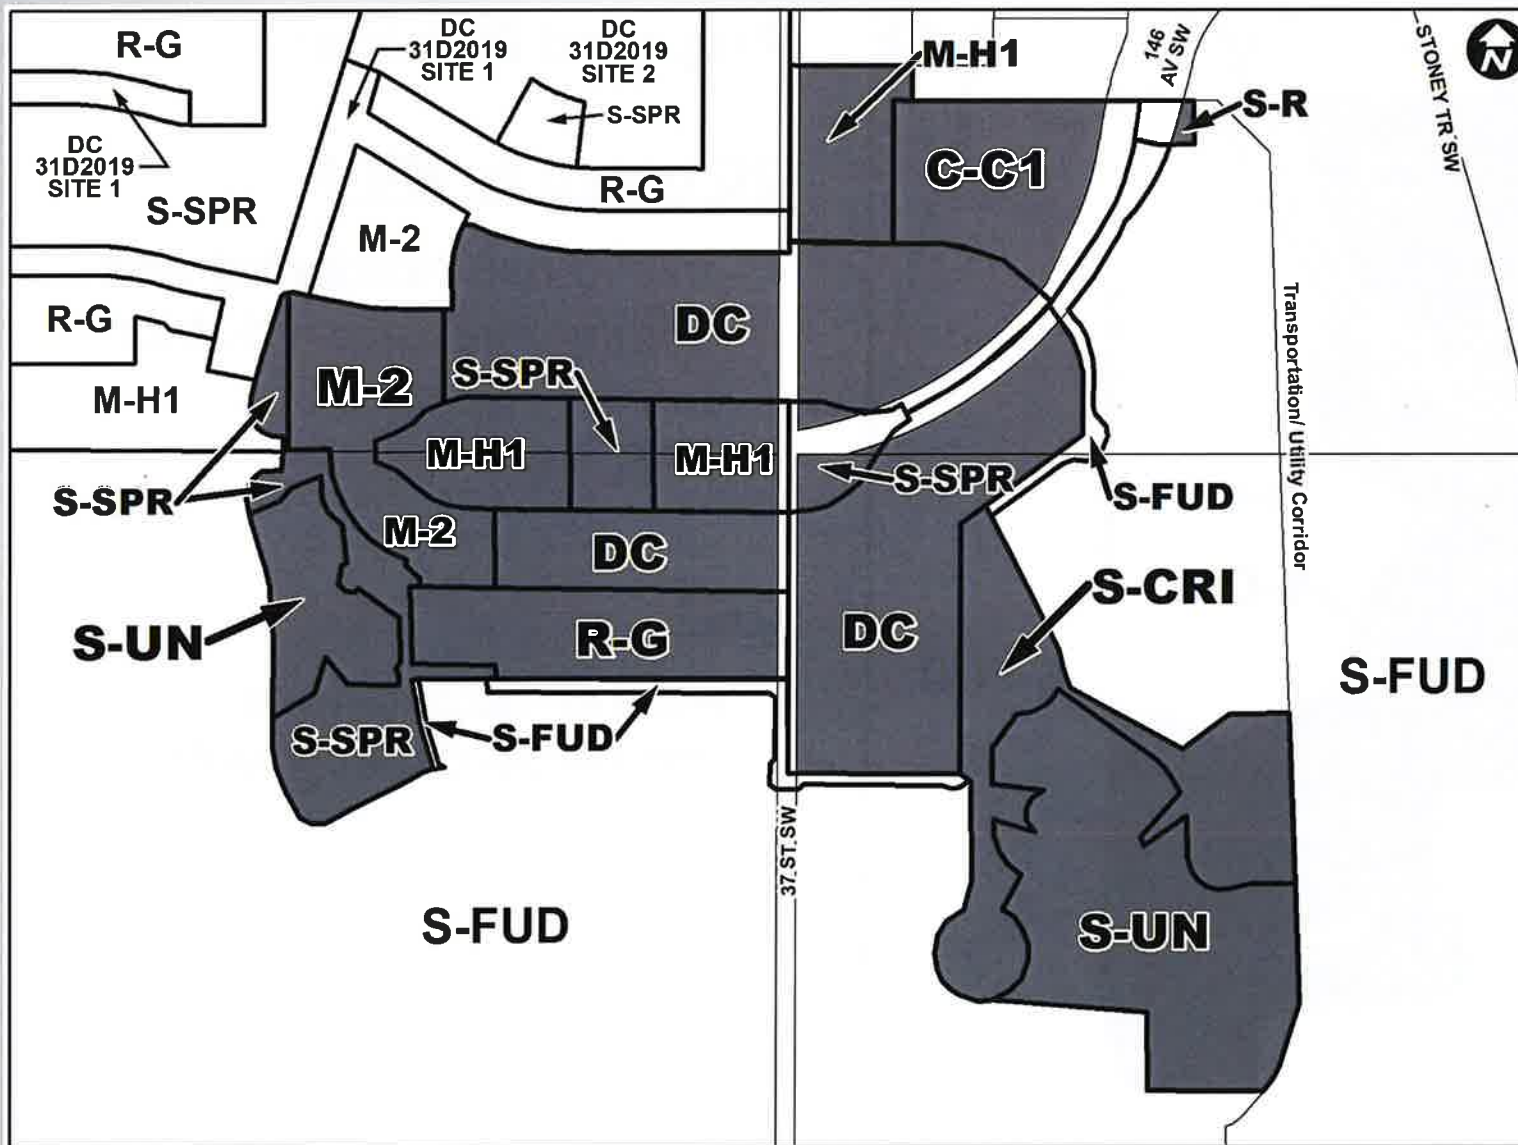 R-G
DC
31D2019
SITE 1
DC
31D2019
SITE 2
S-SPR
M-H1
146
AV SW
STONEY TR SW
N
S-R
C-C1
DC
31D2019
SITE 1
S-SPR
R-G
M-2
R-G
DC
Transportation/ Utility Corridor
M-2
S-SPR
M-H1
M-H1
M-H1
S-SPR
S-SPR
S-FUD
M-2
DC
S-UN
R-G
DC
S-CRI
S-FUD
S-SPR
S-FUD
37 ST SW
S-FUD
S-UN